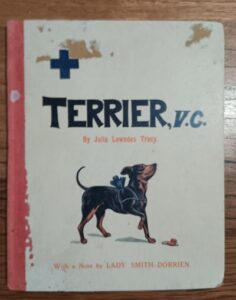 TERRIER, V.C.
By Julia Lowndes Tracy.
With a Note by LADY SMITH-DORRIEN.